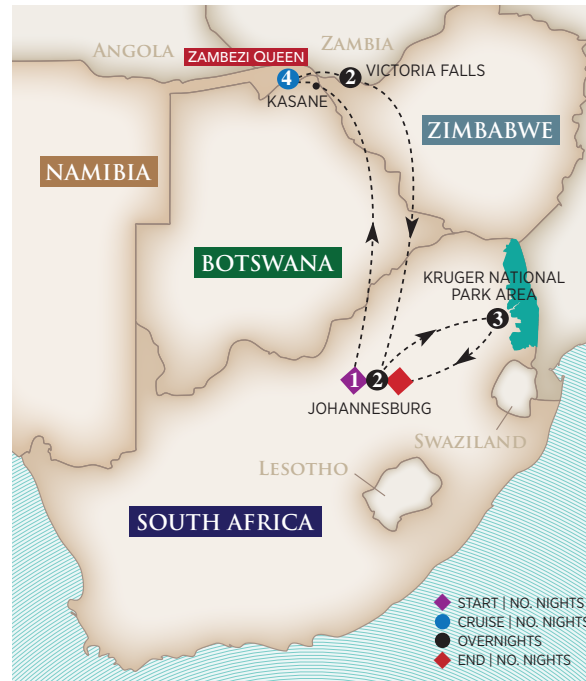 ANGOLA
ZAMBIA
ZAMBEZI QUEEN
4
2
VICTORIA FALLS
KASANE
ZIMBABWE
NAMIBIA
BOTSWANA
KRUGER NATIONAL
PARK AREA
3
1
2
JOHANNESBURG
SWAZILAND
LESOTHO
SOUTH AFRICA
START | NO. NIGHTS
CRUISE | NO. NIGHTS
OVERNIGHTS
END | NO. NIGHTS